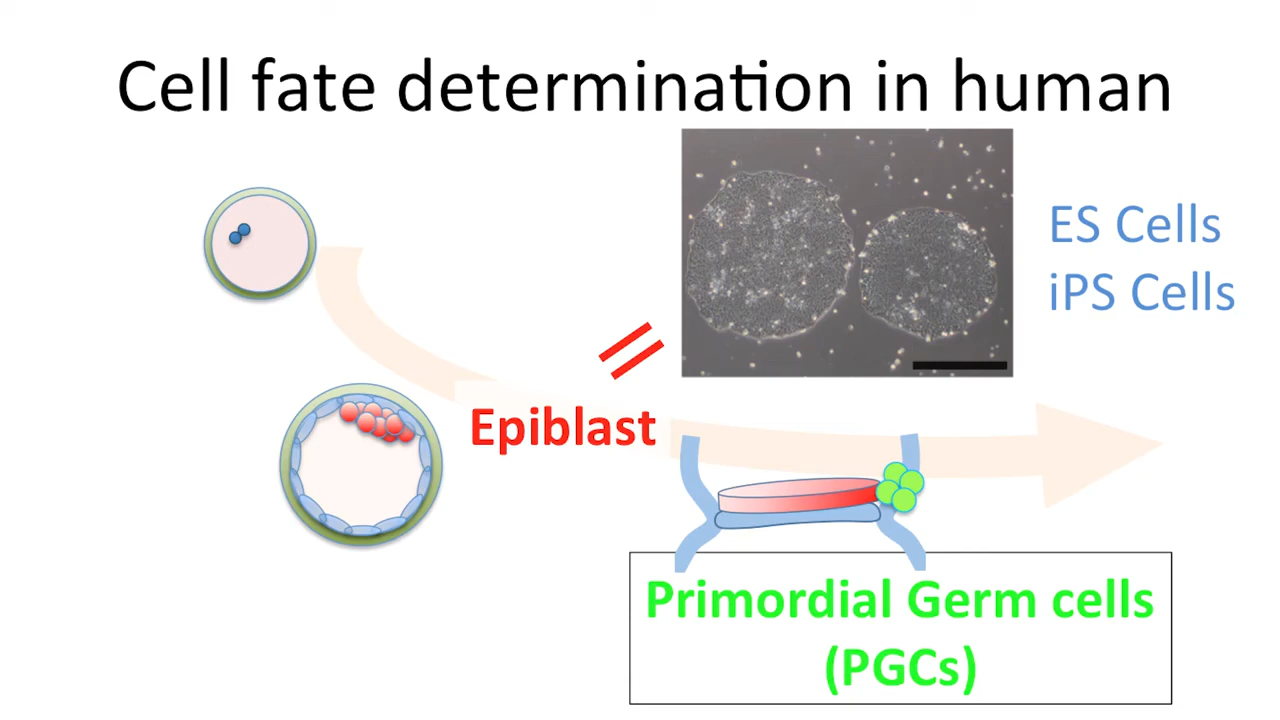 Cell fate determination in human
ES Cells
iPS Cells
Epiblast
Primordial Germ cells
(PGCs)